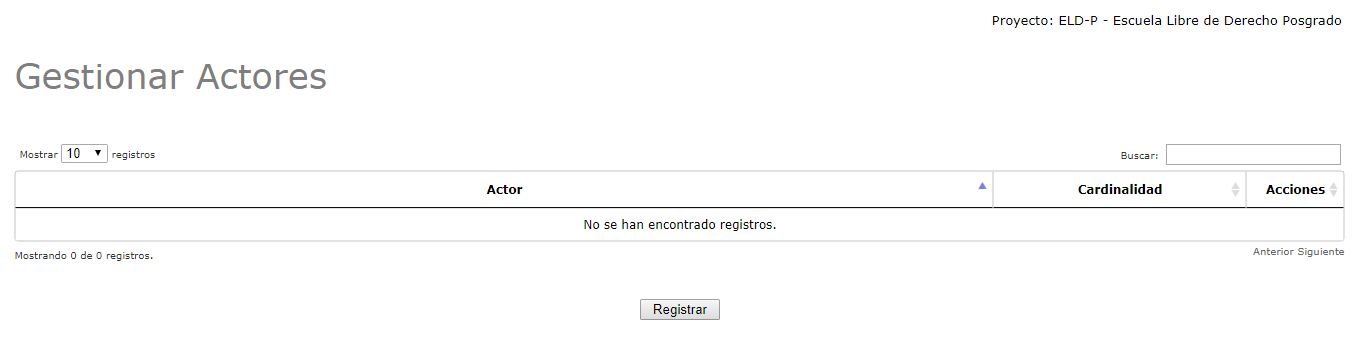 Proyecto: ELD-P - Escuela Libre de Derecho Posgrado
Gestionar Actores
Mostrar 10 registros Buscar:
Actor Cardinalidad Acciones
No se han encontrado registros.
Mostrando 0 de 0 registros. Anterior Siguiente
Registrar